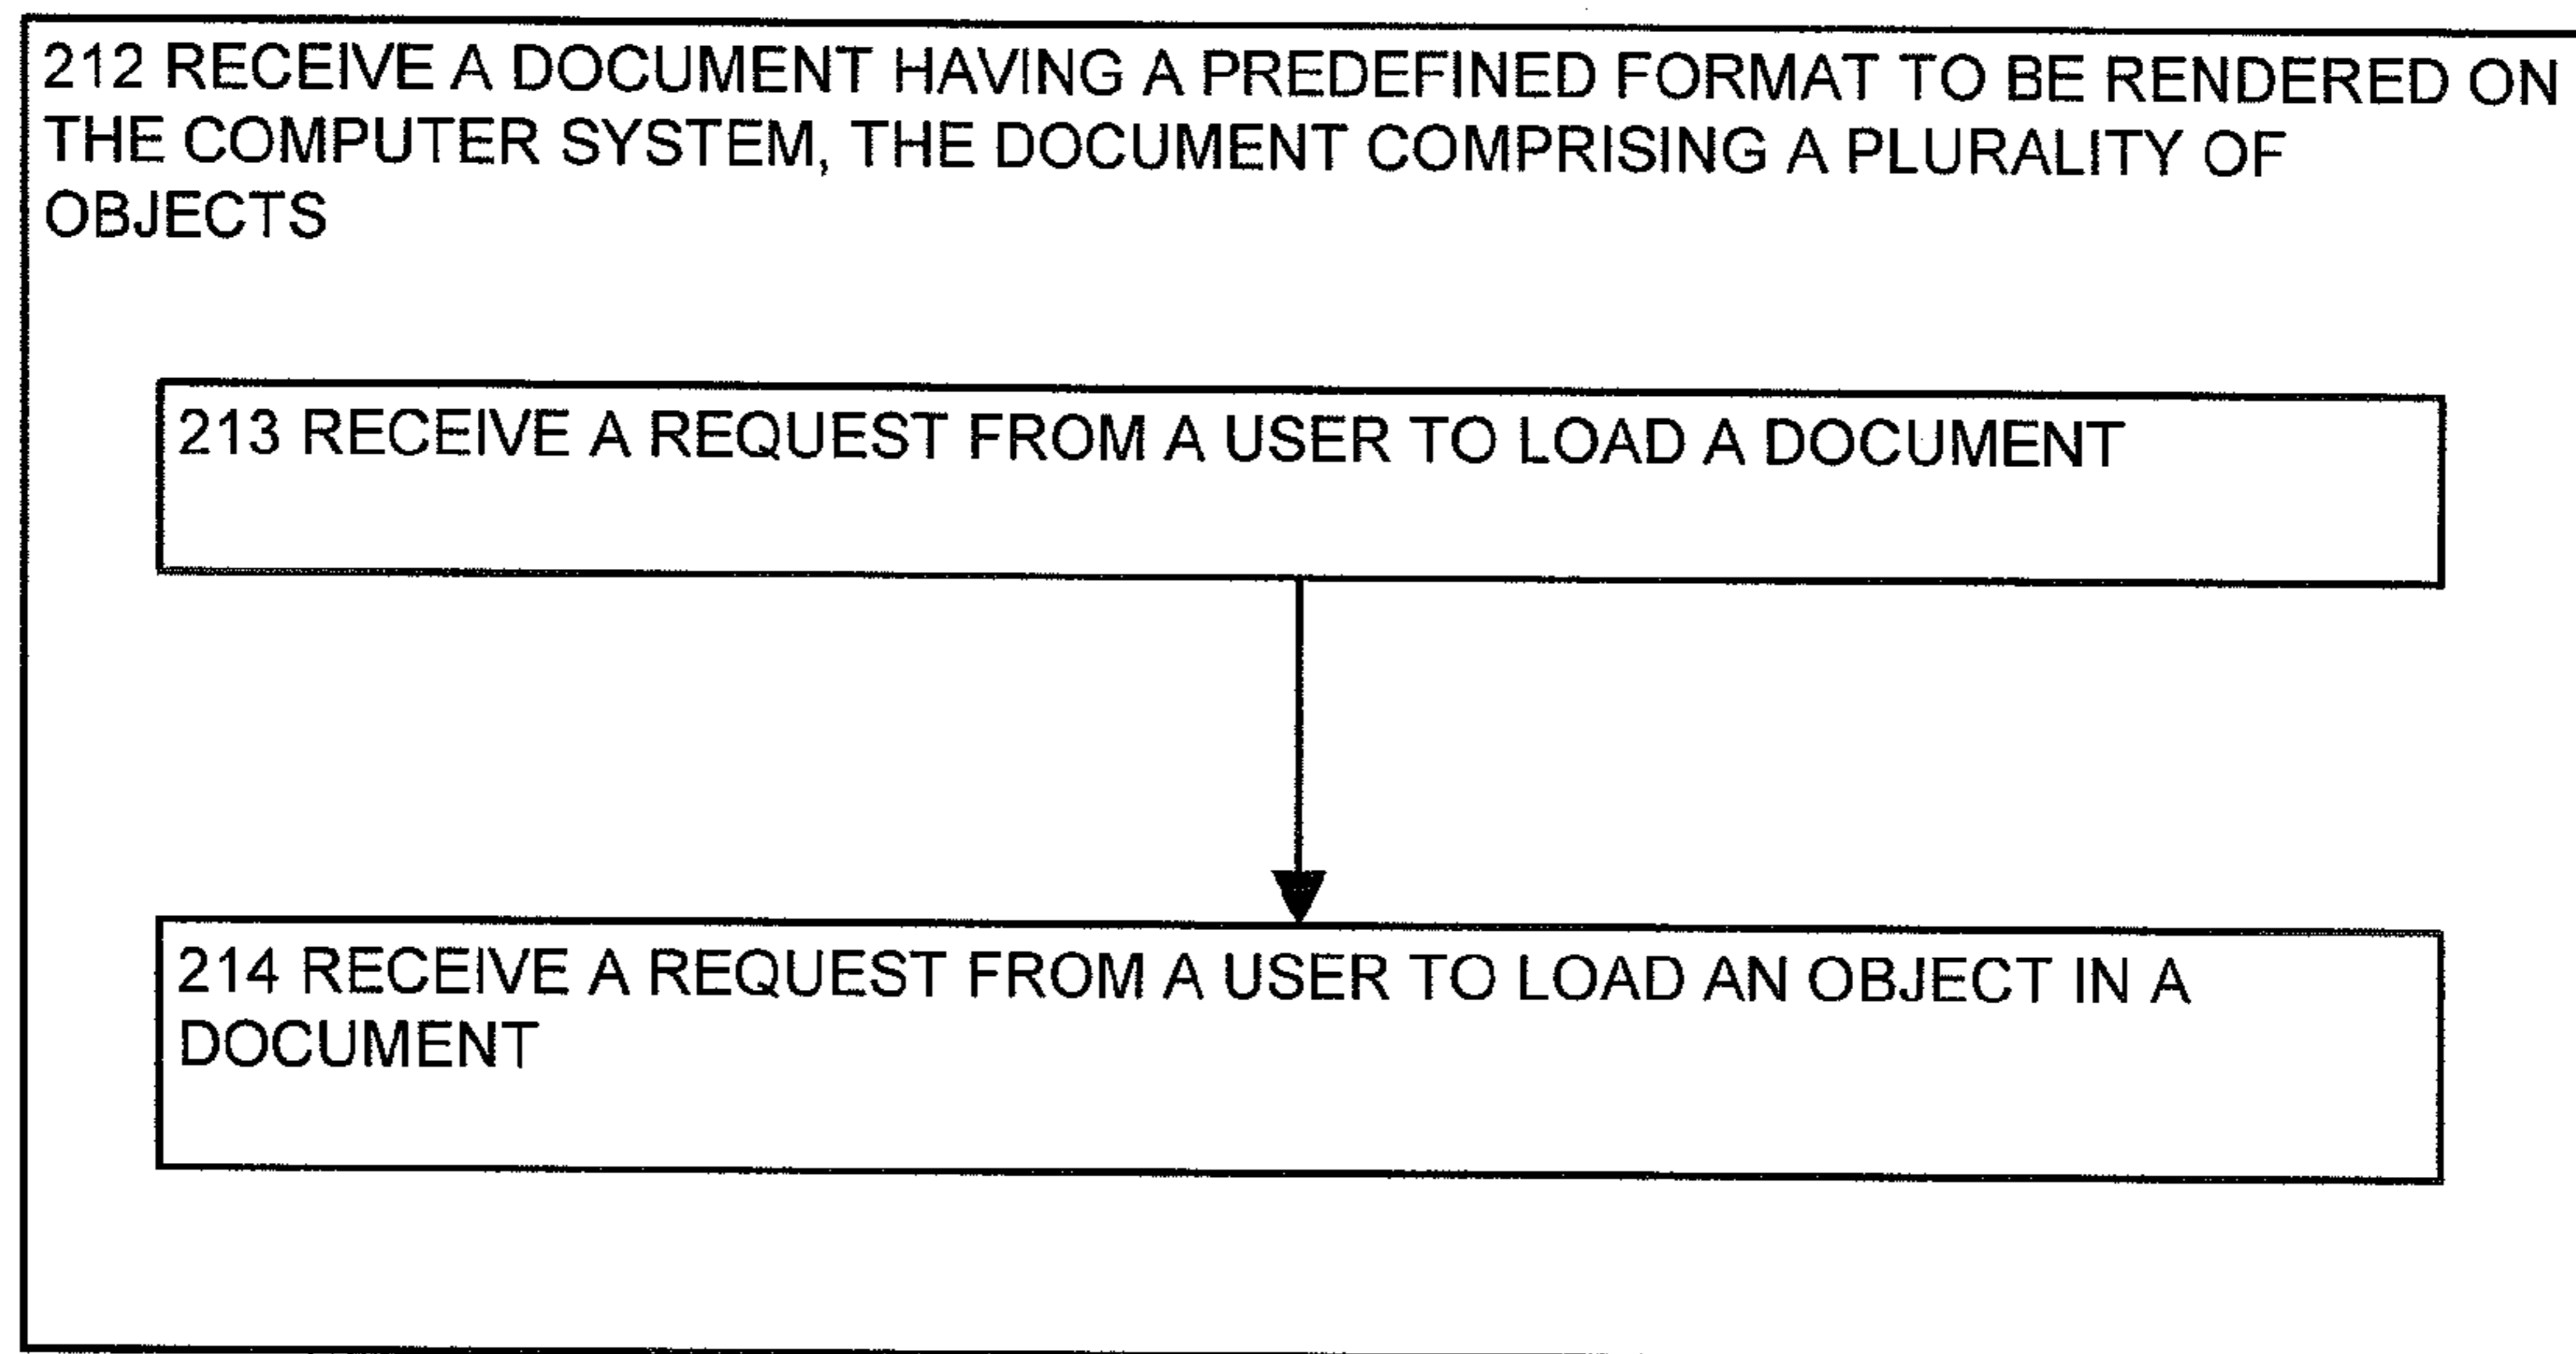 212 RECEIVE A DOCUMENT HAVING A PREDEFINED FORMAT TO BE RENDERED ON
THE COMPUTER SYSTEM, THE DOCUMENT COMPRISING A PLURALITY OF
OBJECTS
213 RECEIVE A REQUEST FROM A USER TO LOAD A DOCUMENT
214 RECEIVE A REQUEST FROM A USER TO LOAD AN OBJECT IN A
DOCUMENT